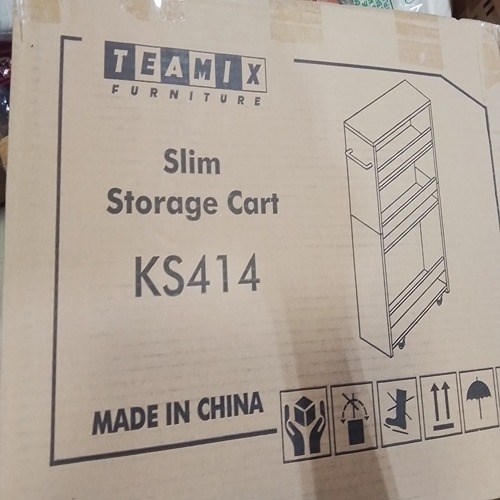 TEAMIX
FURNITURE
Slim
Storage Cart
KS414
MADE IN CHINA